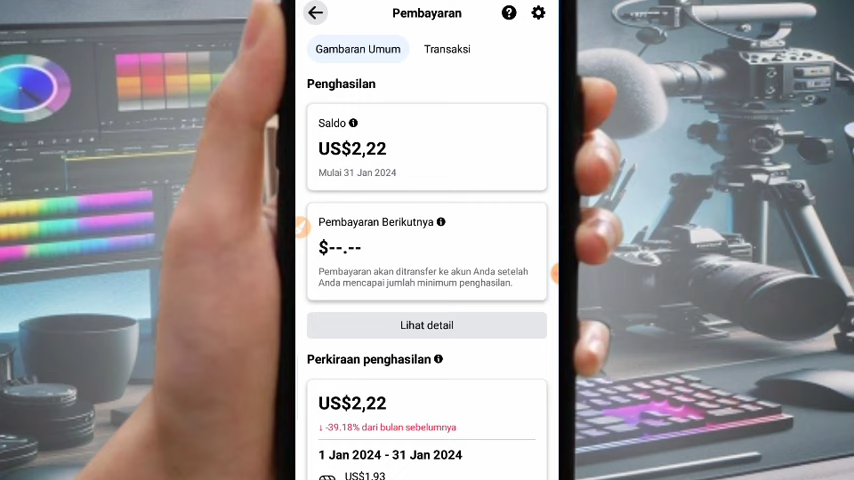 Pembayaran
Gambaran Umum
Transaksi
Penghasilan
Saldo
US$2,22
Mulai 31 Jan 2024
Pembayaran Berikutnya
$--.--
Pembayaran akan ditransfer ke akun Anda setelah
Anda mencapai jumlah minimum penghasilan.
Lihat detail
Perkiraan penghasilan
US$2,22
↓ -39.18% dari bulan sebelumnya
1 Jan 2024 - 31 Jan 2024
US$1,93